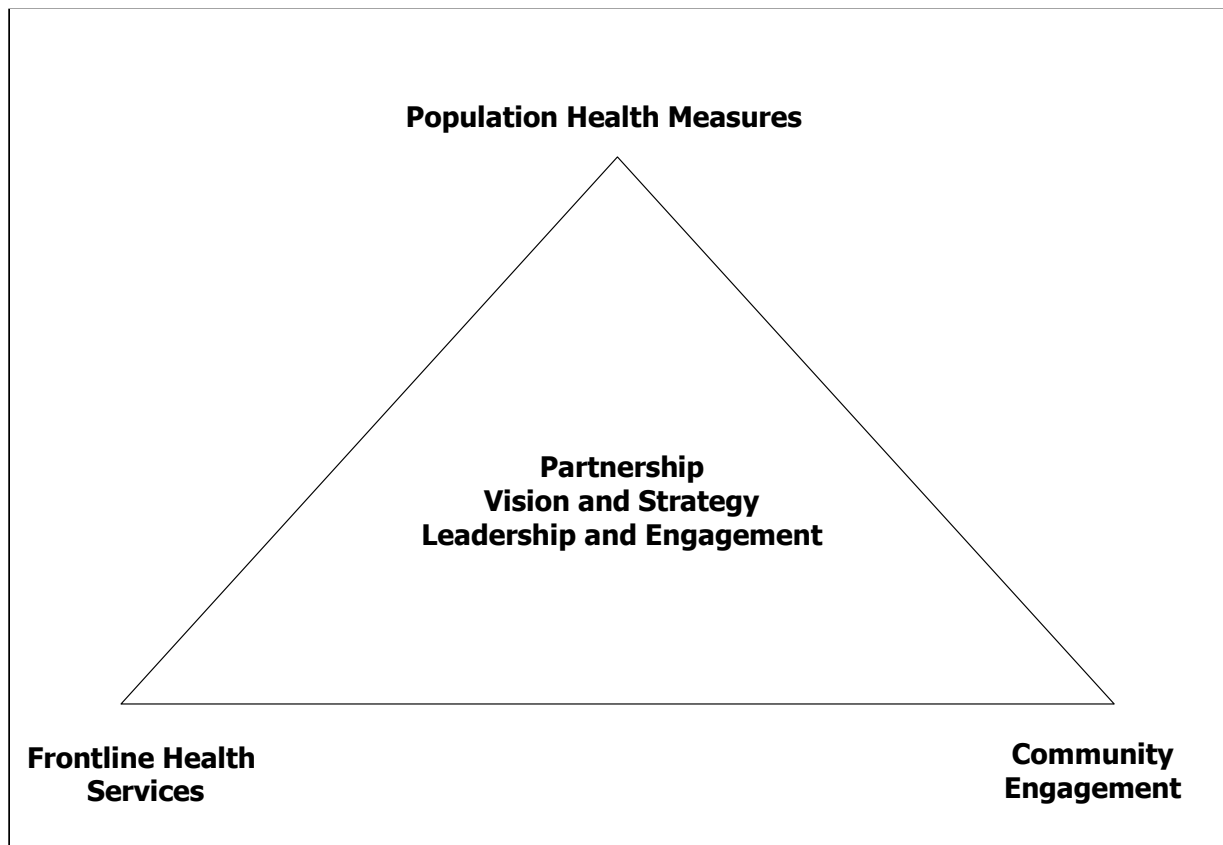 Population Health Measures
Partnership
Vision and Strategy
Leadership and Engagement
Frontline Health
Services
Community
Engagement